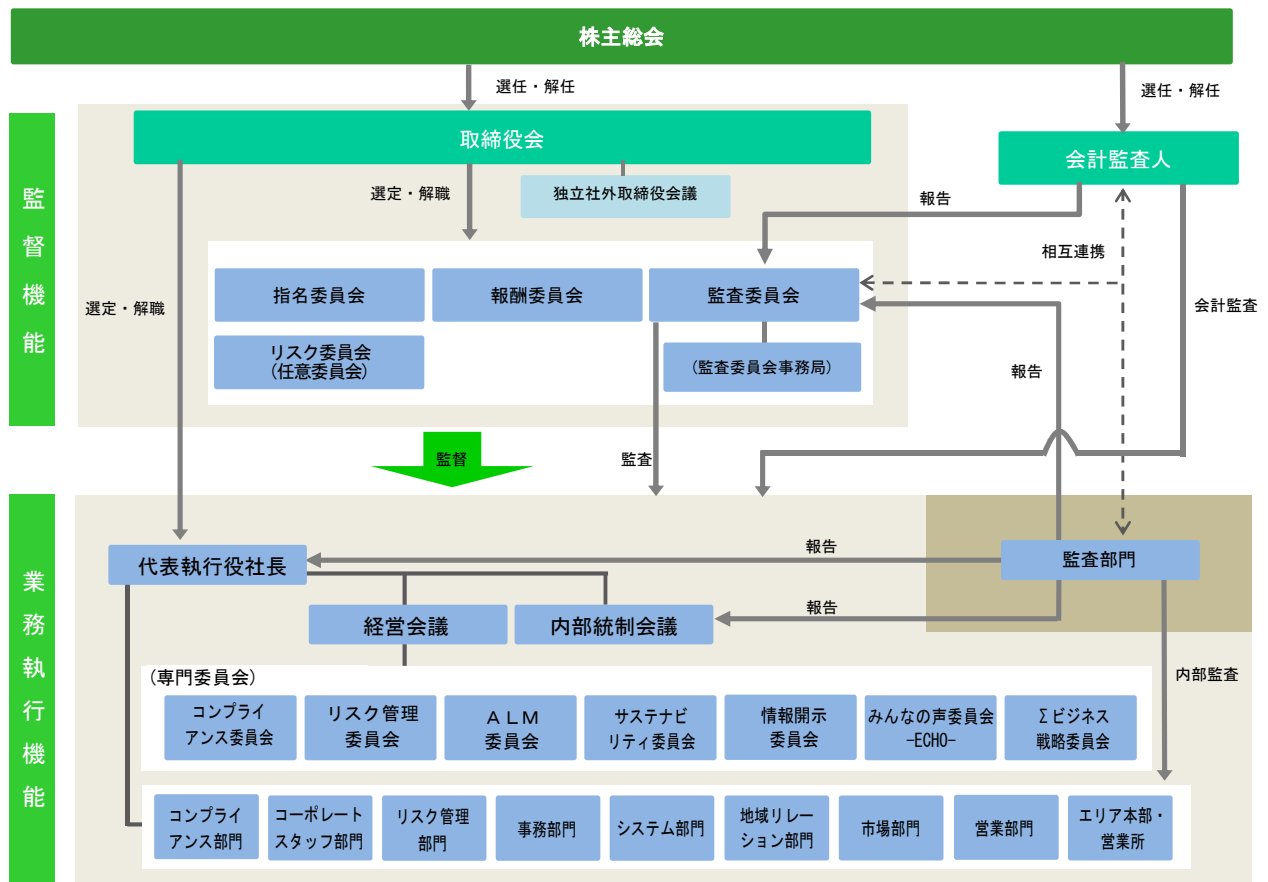 株主総会
選任・解任
選任・解任
監督機能
取締役会
会計監査人
選定・解職
独立社外取締役会議
報告
相互連携
選定・解職
指名委員会
報酬委員会
監査委員会
会計監査
リスク委員会
(任意委員会)
(監査委員会事務局)
報告
監督
監査
業務執行機能
代表執行役社長
報告
監査部門
経営会議
内部統制会議
報告
内部監査
(専門委員会)
コンプライ
アンス委員会
リスク管理
委員会
ＡＬＭ
委員会
サステナビ
リティ委員会
情報開示
委員会
みんなの声委員会
-ECHO-
Σビジネス
戦略委員会
コンプライ
アンス部門
コーポレート
スタッフ部門
リスク管理
部門
事務部門
システム部門
地域リレー
ション部門
市場部門
営業部門
エリア本部・
営業所